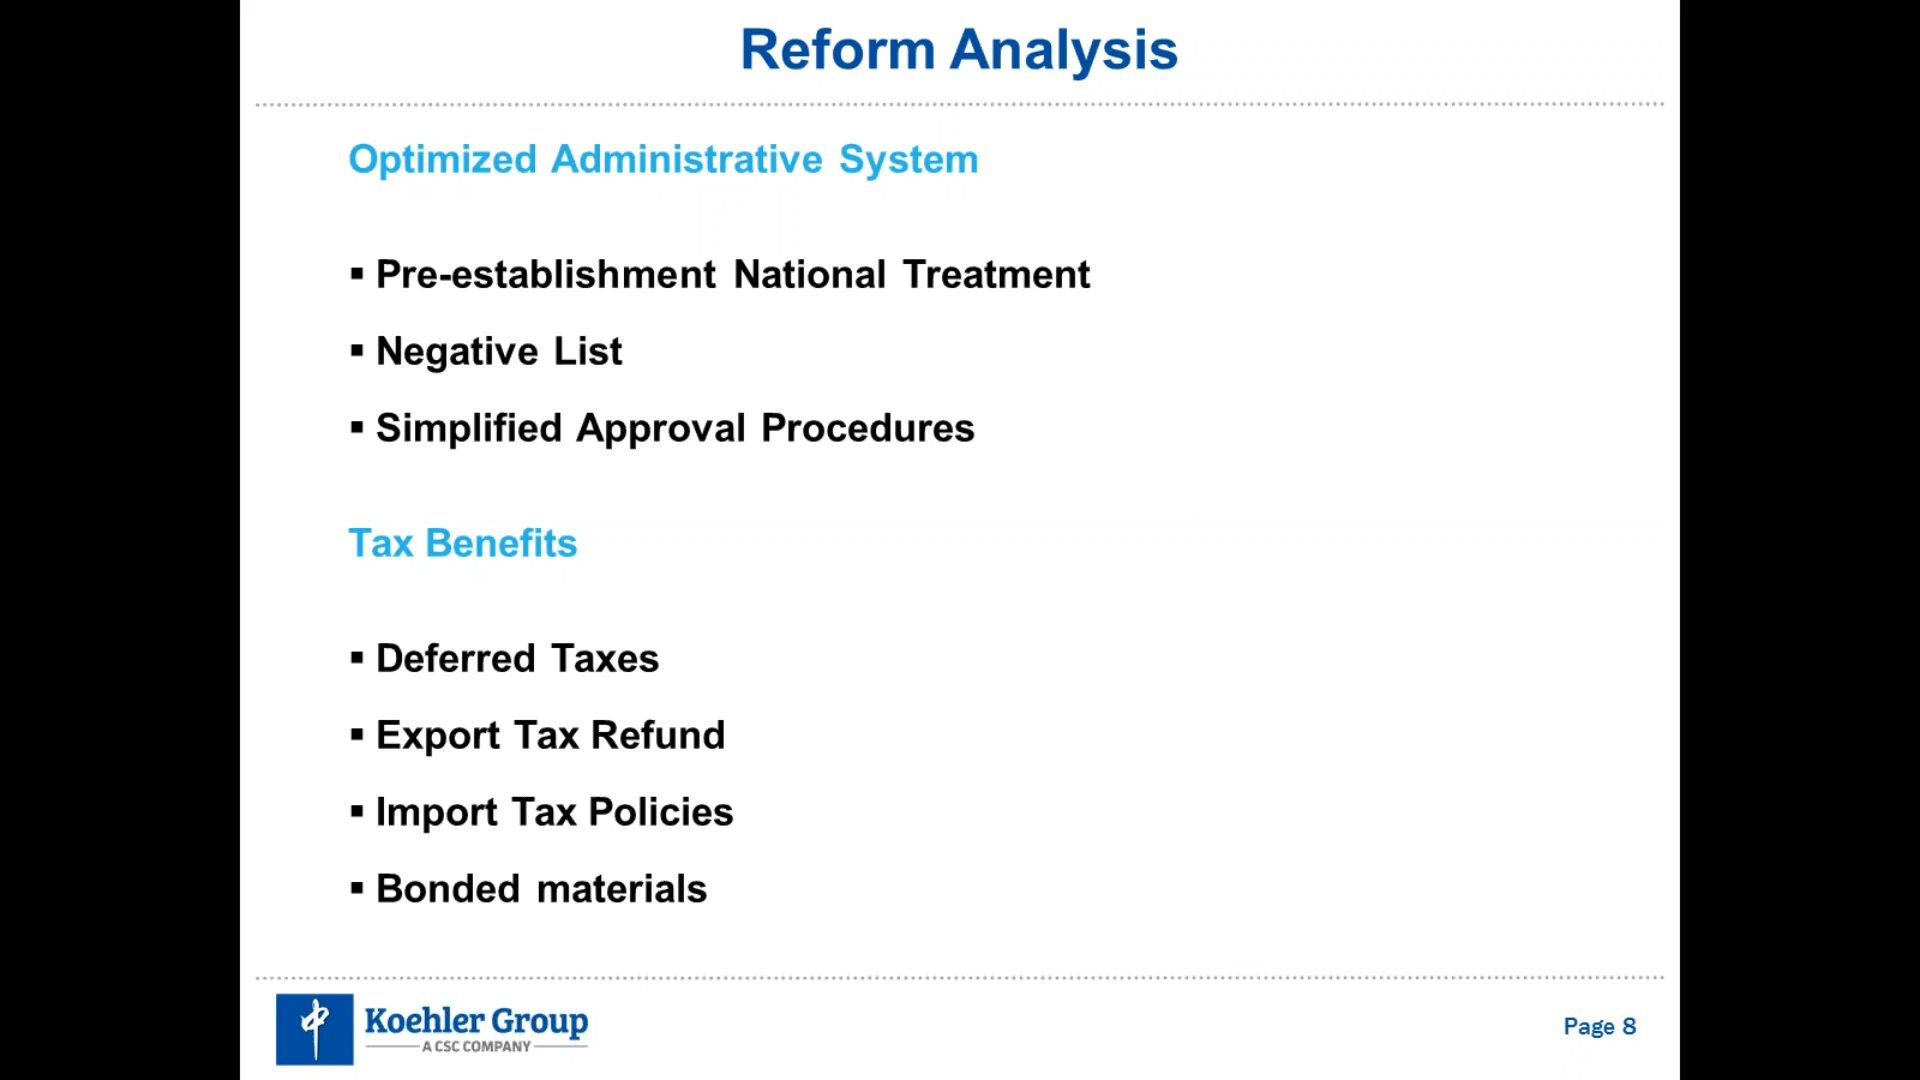 Reform Analysis
Optimized Administrative System
▪ Pre-establishment National Treatment
▪ Negative List
▪ Simplified Approval Procedures
Tax Benefits
▪ Deferred Taxes
▪ Export Tax Refund
▪ Import Tax Policies
▪ Bonded materials
Koehler Group
A CSC COMPANY
Page 8